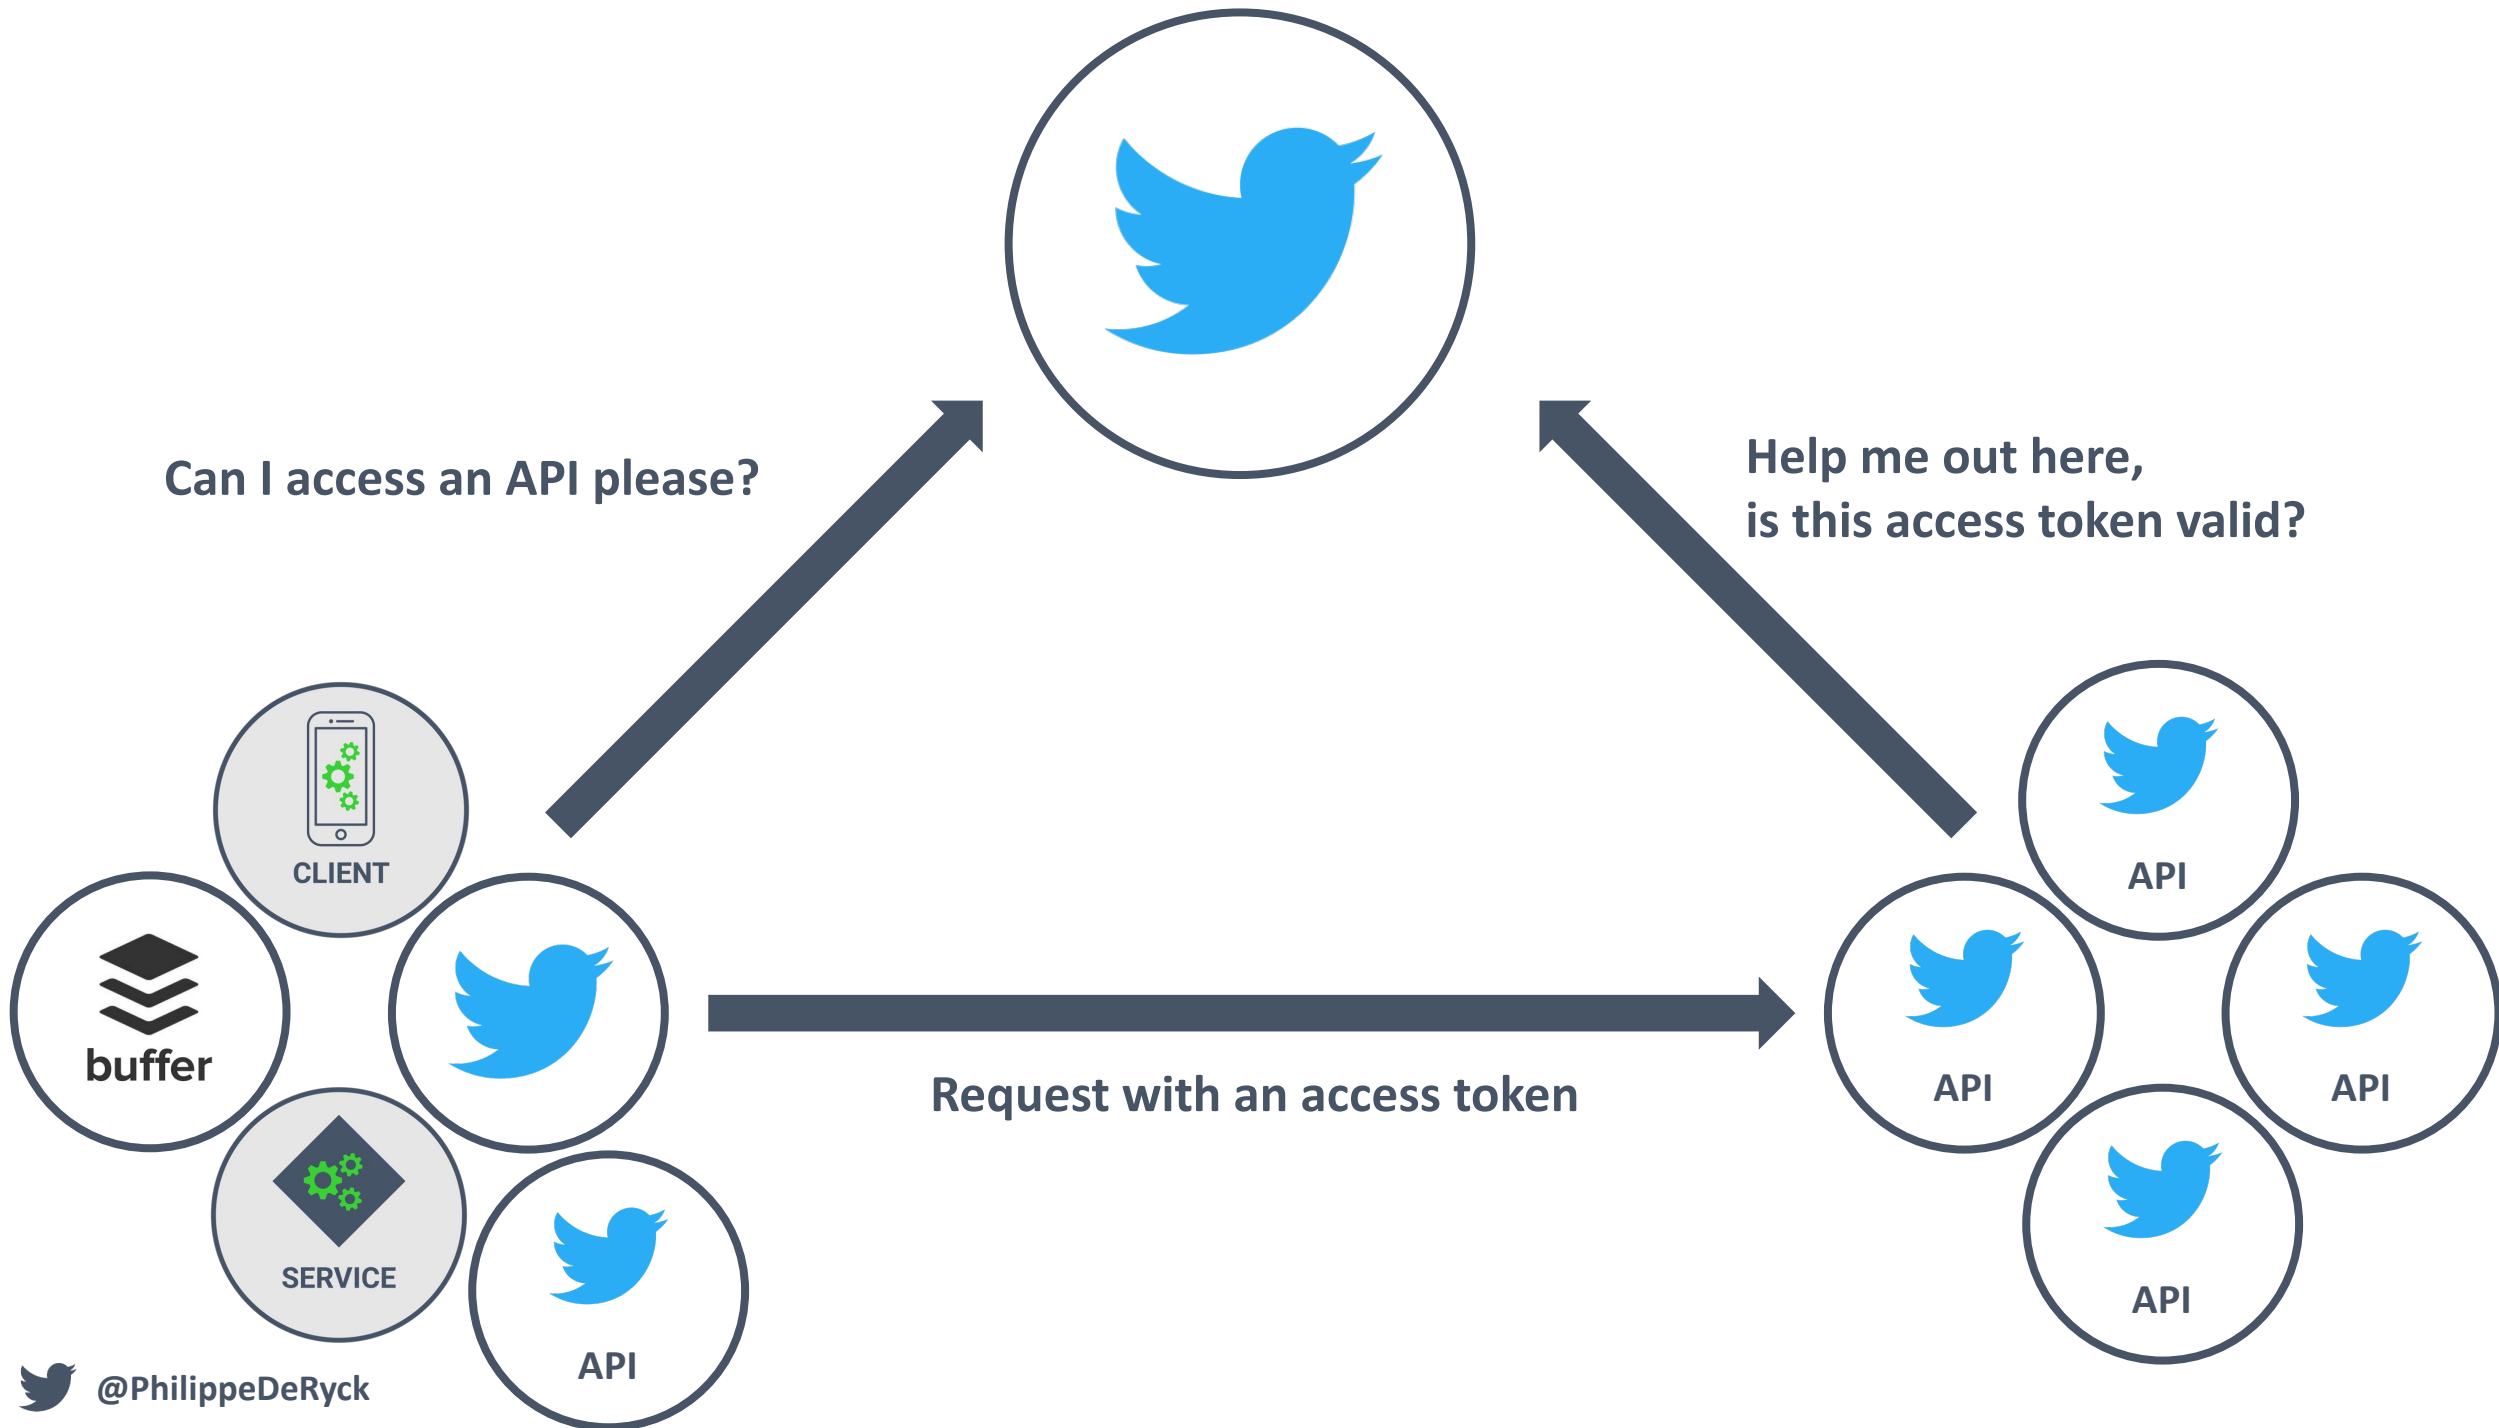 Can I access an API please?
Help me out here,
is this access token valid?
CLIENT
buffer
SERVICE
API
Request with an access token
API
API
API
API
@PhilippeDeRyck